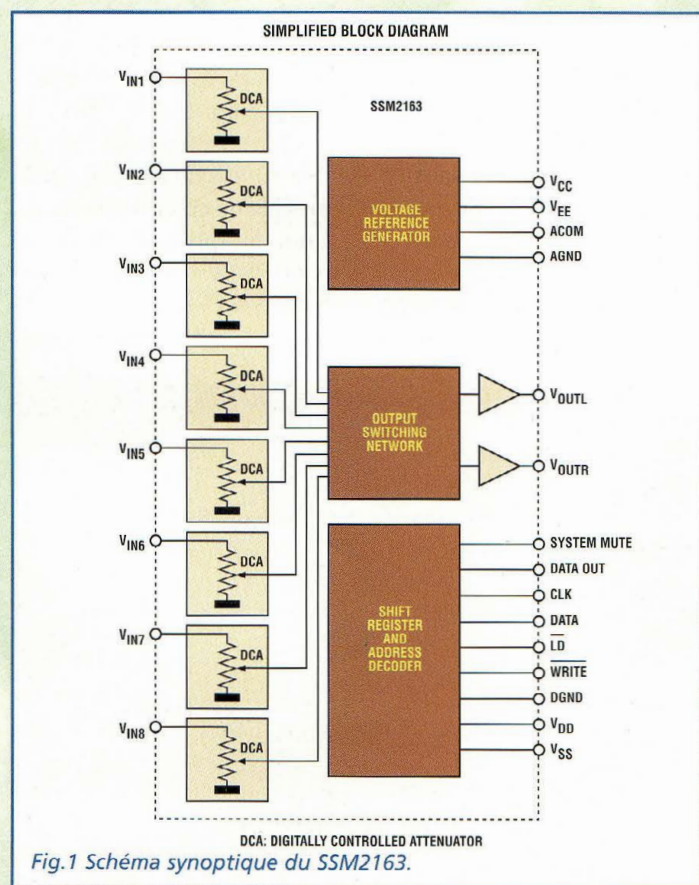 SIMPLIFIED BLOCK DIAGRAM
SSM2163
VIN1
DCA
VIN2
DCA
VIN3
DCA
VIN4
DCA
VIN5
DCA
VIN6
DCA
VIN7
DCA
VIN8
DCA
VOLTAGE
REFERENCE
GENERATOR
VCC
VEE
ACOM
AGND
OUTPUT
SWITCHING
NETWORK
VOUTL
VOUTR
SHIFT
REGISTER
AND
ADDRESS
DECODER
SYSTEM MUTE
DATA OUT
CLK
DATA
L̅D̅
W̅R̅I̅T̅E̅
DGND
VDD
VSS
DCA: DIGITALLY CONTROLLED ATTENUATOR
Fig.1 Schéma synoptique du SSM2163.